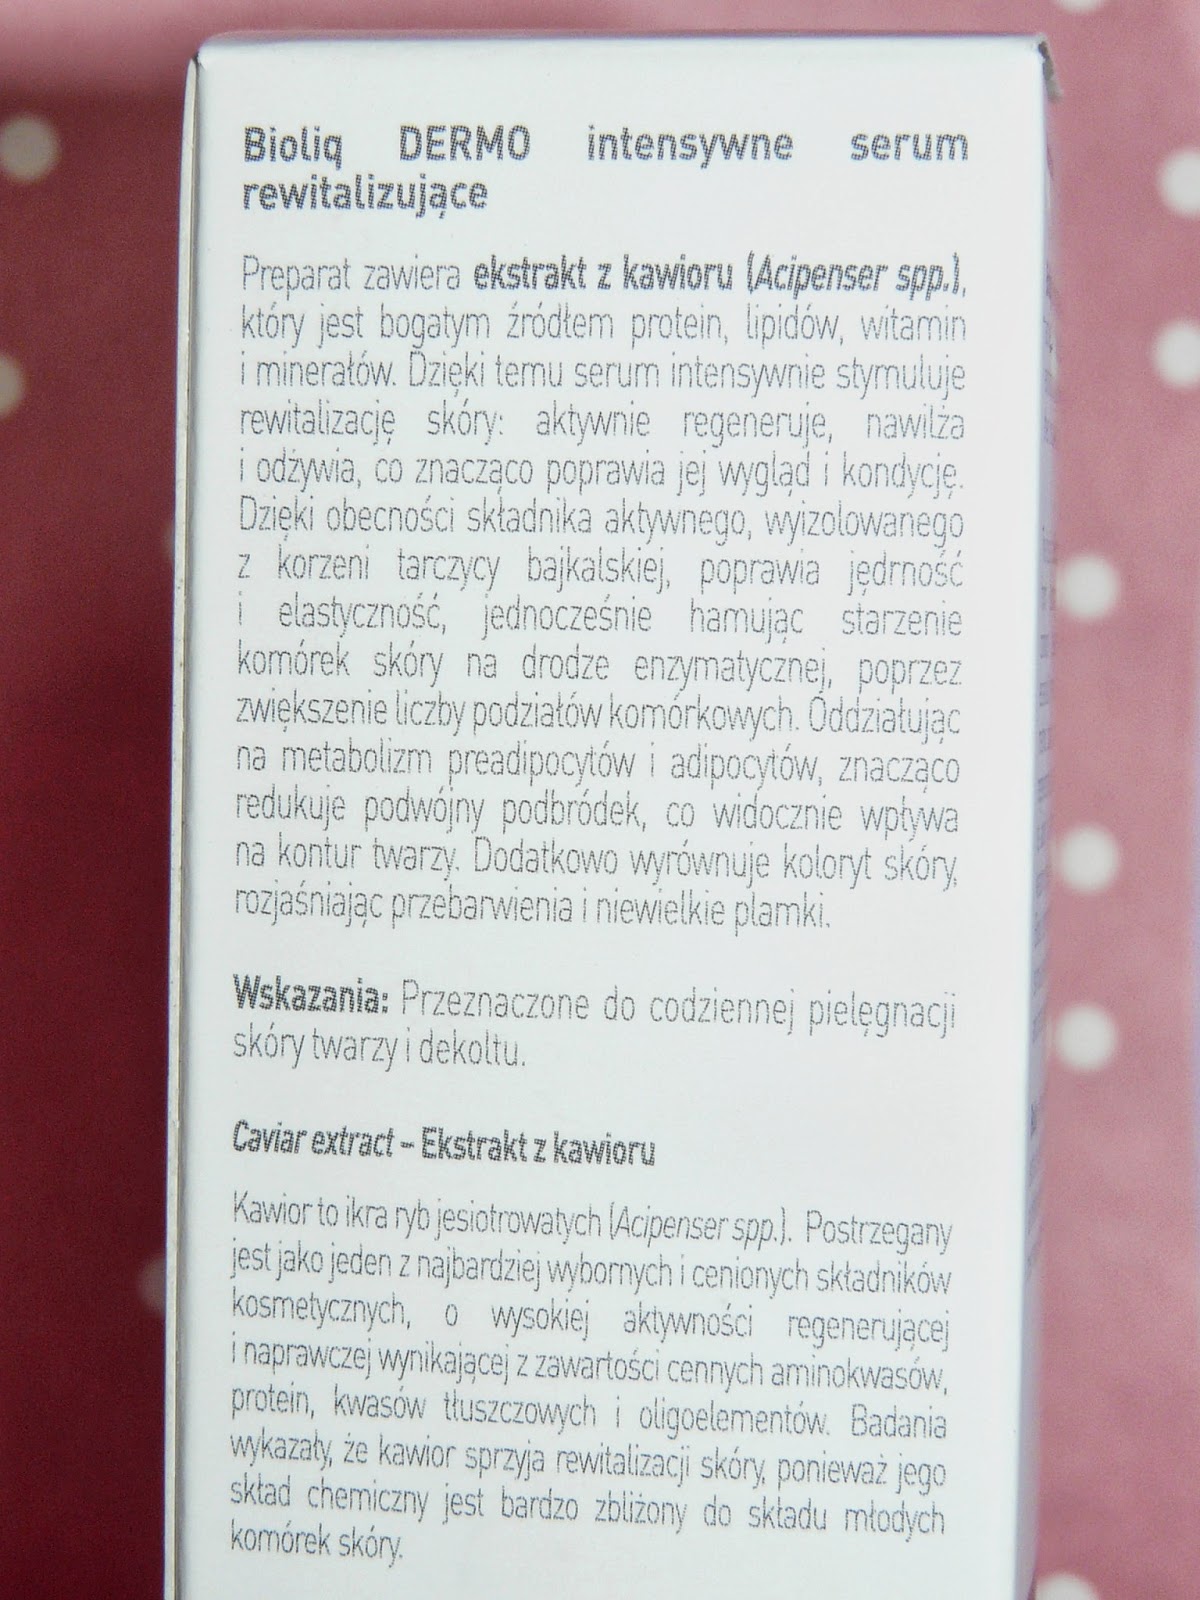 Bioliq DERMO intensywne serum
rewitalizujące
Preparat zawiera ekstrakt z kawioru (Acipenser spp.),
który jest bogatym źródłem protein, lipidów, witamin
i minerałów. Dzięki temu serum intensywnie stymuluje
rewitalizację skóry: aktywnie regeneruje, nawilża
i odżywia, co znacząco poprawia jej wygląd i kondycję.
Dzięki obecności składnika aktywnego, wyizolowanego
z korzeni tarczycy bajkalskiej, poprawia jędrność
i elastyczność, jednocześnie hamując starzenie
komórek skóry na drodze enzymatycznej, poprzez
zwiększenie liczby podziałów komórkowych. Oddziałując
na metabolizm preadipocytów i adipocytów, znacząco
redukuje podwójny podbródek, co widocznie wpływa
na kontur twarzy. Dodatkowo wyrównuje koloryt skóry,
rozjaśniając przebarwienia i niewielkie plamki.
Wskazania: Przeznaczone do codziennej pielęgnacji
skóry twarzy i dekoltu.
Caviar extract – Ekstrakt z kawioru
Kawior to ikra ryb jesiotrowatych (Acipenser spp.). Postrzegany
jest jako jeden z najbardziej wybornych i cenionych składników
kosmetycznych, o wysokiej aktywności regenerującej
i naprawczej wynikającej z zawartości cennych aminokwasów,
protein, kwasów tłuszczowych i oligoelementów. Badania
wykazały, że kawior sprzyja rewitalizacji skóry, ponieważ jego
skład chemiczny jest bardzo zbliżony do składu młodych
komórek skóry.